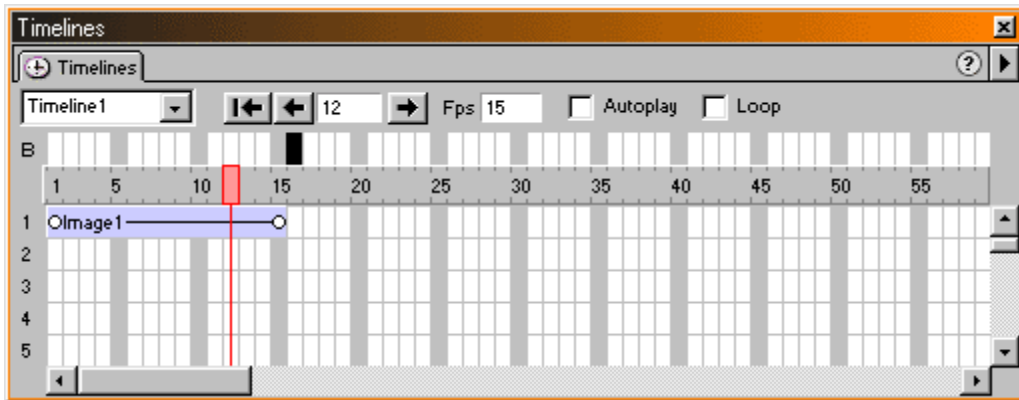 Timelines
Timelines ?
Timeline1 12 Fps 15 Autoplay Loop
B
1 5 10 15 20 25 30 35 40 45 50 55
1 Image1
2
3
4
5